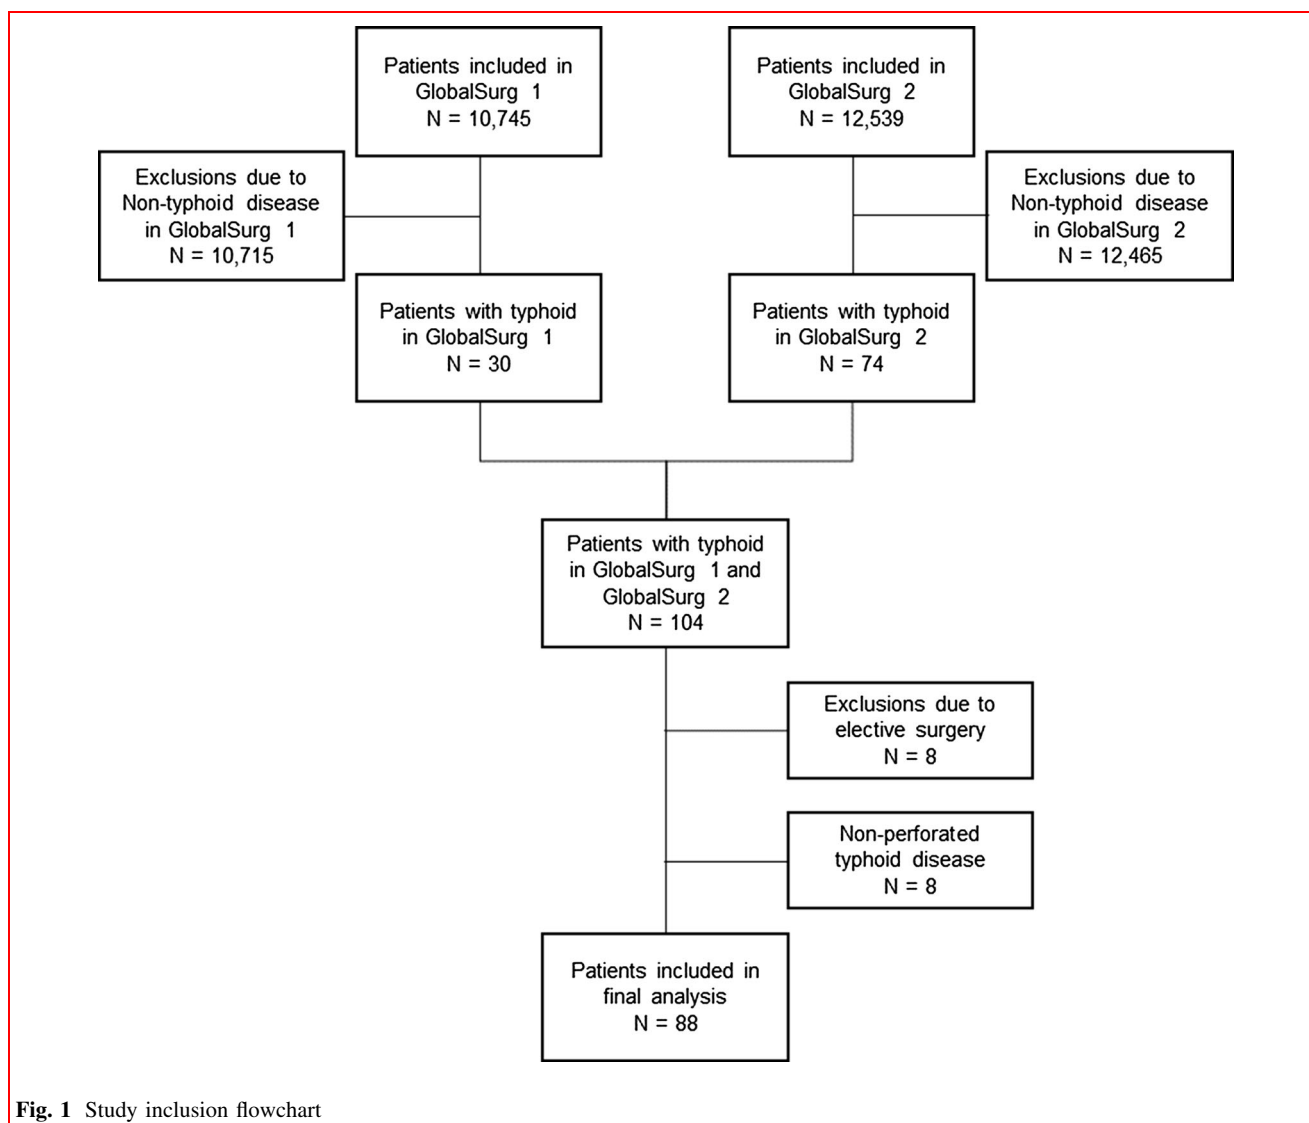 Patients included in
GlobalSurg 1
N = 10,745
Patients included in
GlobalSurg 2
N = 12,539
Exclusions due to
Non-typhoid disease
in GlobalSurg 1
N = 10,715
Exclusions due to
Non-typhoid disease
in GlobalSurg 2
N = 12,465
Patients with typhoid
in GlobalSurg 1
N = 30
Patients with typhoid
in GlobalSurg 2
N = 74
Patients with typhoid
in GlobalSurg 1 and
GlobalSurg 2
N = 104
Exclusions due to
elective surgery
N = 8
Non-perforated
typhoid disease
N = 8
Patients included in
final analysis
N = 88
Fig. 1 Study inclusion flowchart